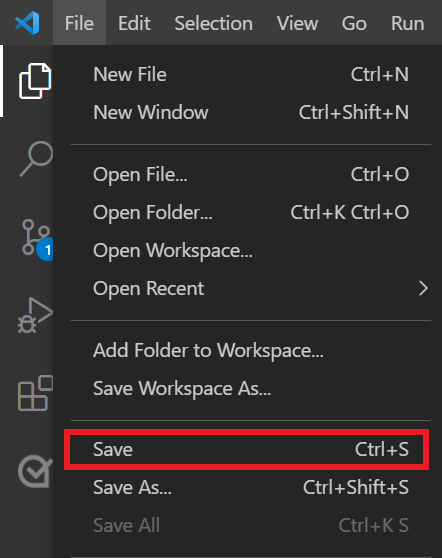 File Edit Selection View Go Run
New File Ctrl+N
New Window Ctrl+Shift+N
Open File... Ctrl+O
Open Folder... Ctrl+K Ctrl+O
Open Workspace...
Open Recent
Add Folder to Workspace...
Save Workspace As...
1
Save Ctrl+S
Save As... Ctrl+Shift+S
Save All Ctrl+K S